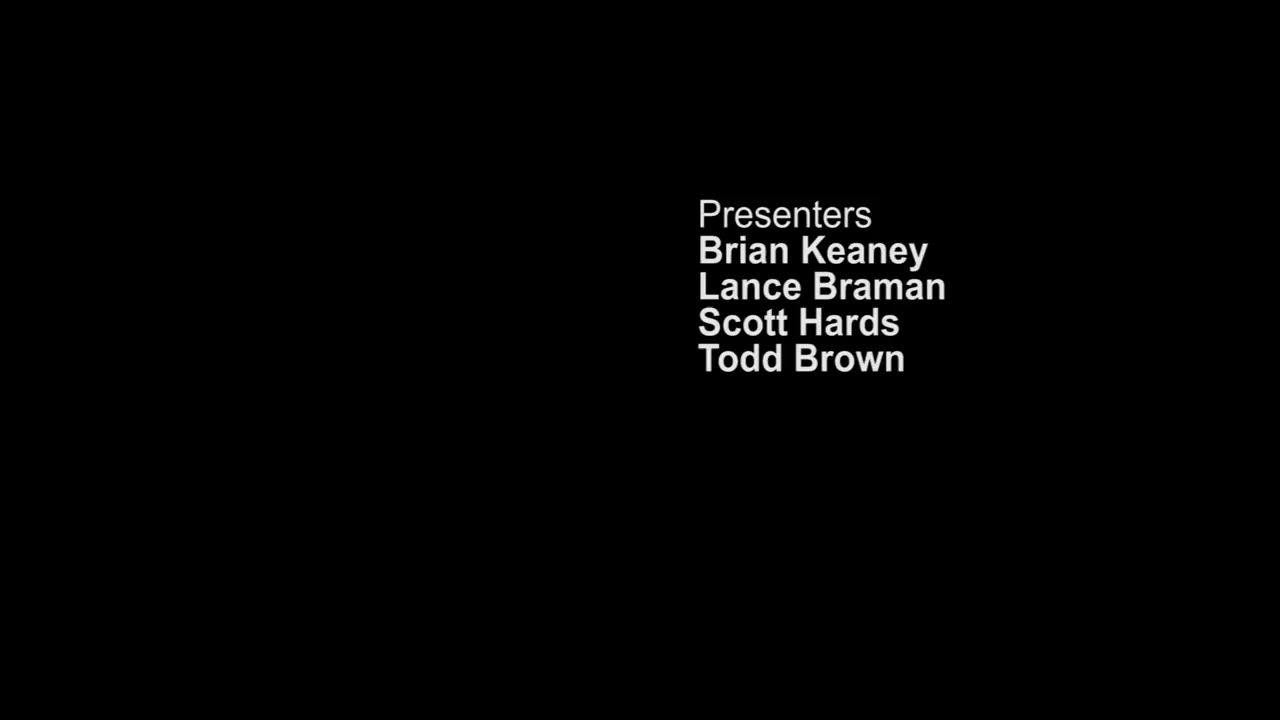 Presenters
Brian Keaney
Lance Braman
Scott Hards
Todd Brown